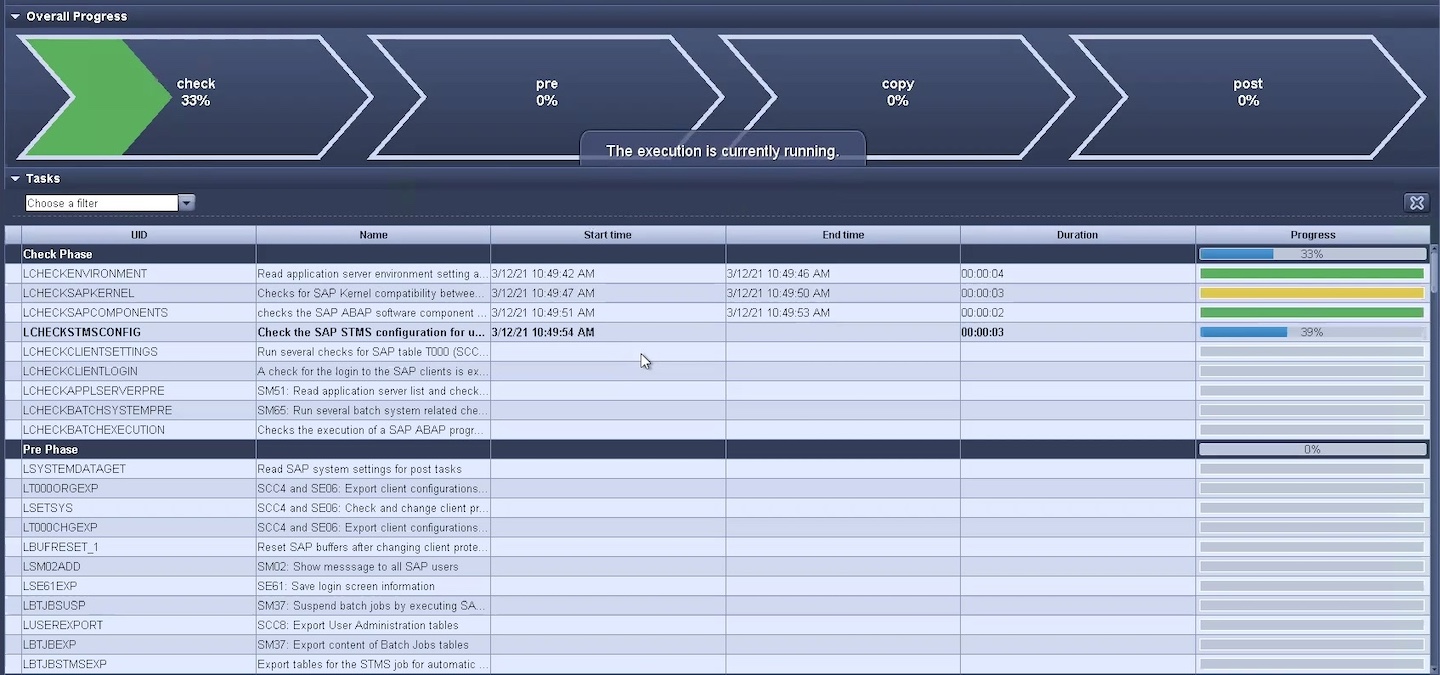 Overall Progress
check
33%
pre
0%
copy
0%
post
0%
The execution is currently running.
Tasks
Choose a filter
UID Name Start time End time Duration Progress
Check Phase 33%
LCHECKENVIRONMENT Read application server environment setting a... 3/12/21 10:49:42 AM 3/12/21 10:49:46 AM 00:00:04
LCHECKSAPKERNEL Checks for SAP Kernel compatibility betwee... 3/12/21 10:49:47 AM 3/12/21 10:49:50 AM 00:00:03
LCHECKSAPCOMPONENTS checks the SAP ABAP software component ... 3/12/21 10:49:51 AM 3/12/21 10:49:53 AM 00:00:02
LCHECKSTMSCONFIG Check the SAP STMS configuration for u... 3/12/21 10:49:54 AM 00:00:03 39%
LCHECKCLIENTSETTINGS Run several checks for SAP table T000 (SCC...
LCHECKCLIENTLOGIN A check for the login to the SAP clients is ex...
LCHECKAPPLSERVERPRE SM51: Read application server list and check...
LCHECKBATCHSYSTEMPRE SM65: Run several batch system related che...
LCHECKBATCHEXECUTION Checks the execution of a SAP ABAP progr...
Pre Phase 0%
LSYSTEMDATAGET Read SAP system settings for post tasks
LT000ORGEXP SCC4 and SE06: Export client configurations...
LSETSYS SCC4 and SE06: Check and change client pr...
LT000CHGEXP SCC4 and SE06: Export client configurations...
LBUFRESET_1 Reset SAP buffers after changing client prote...
LSM02ADD SM02: Show messsage to all SAP users
LSE61EXP SE61: Save login screen information
LBTJBSUSP SM37: Suspend batch jobs by executing SA...
LUSEREXPORT SCC8: Export User Administration tables
LBTJBEXP SM37: Export content of Batch Jobs tables
LBTJBSTMSEXP Export tables for the STMS job for automatic ...